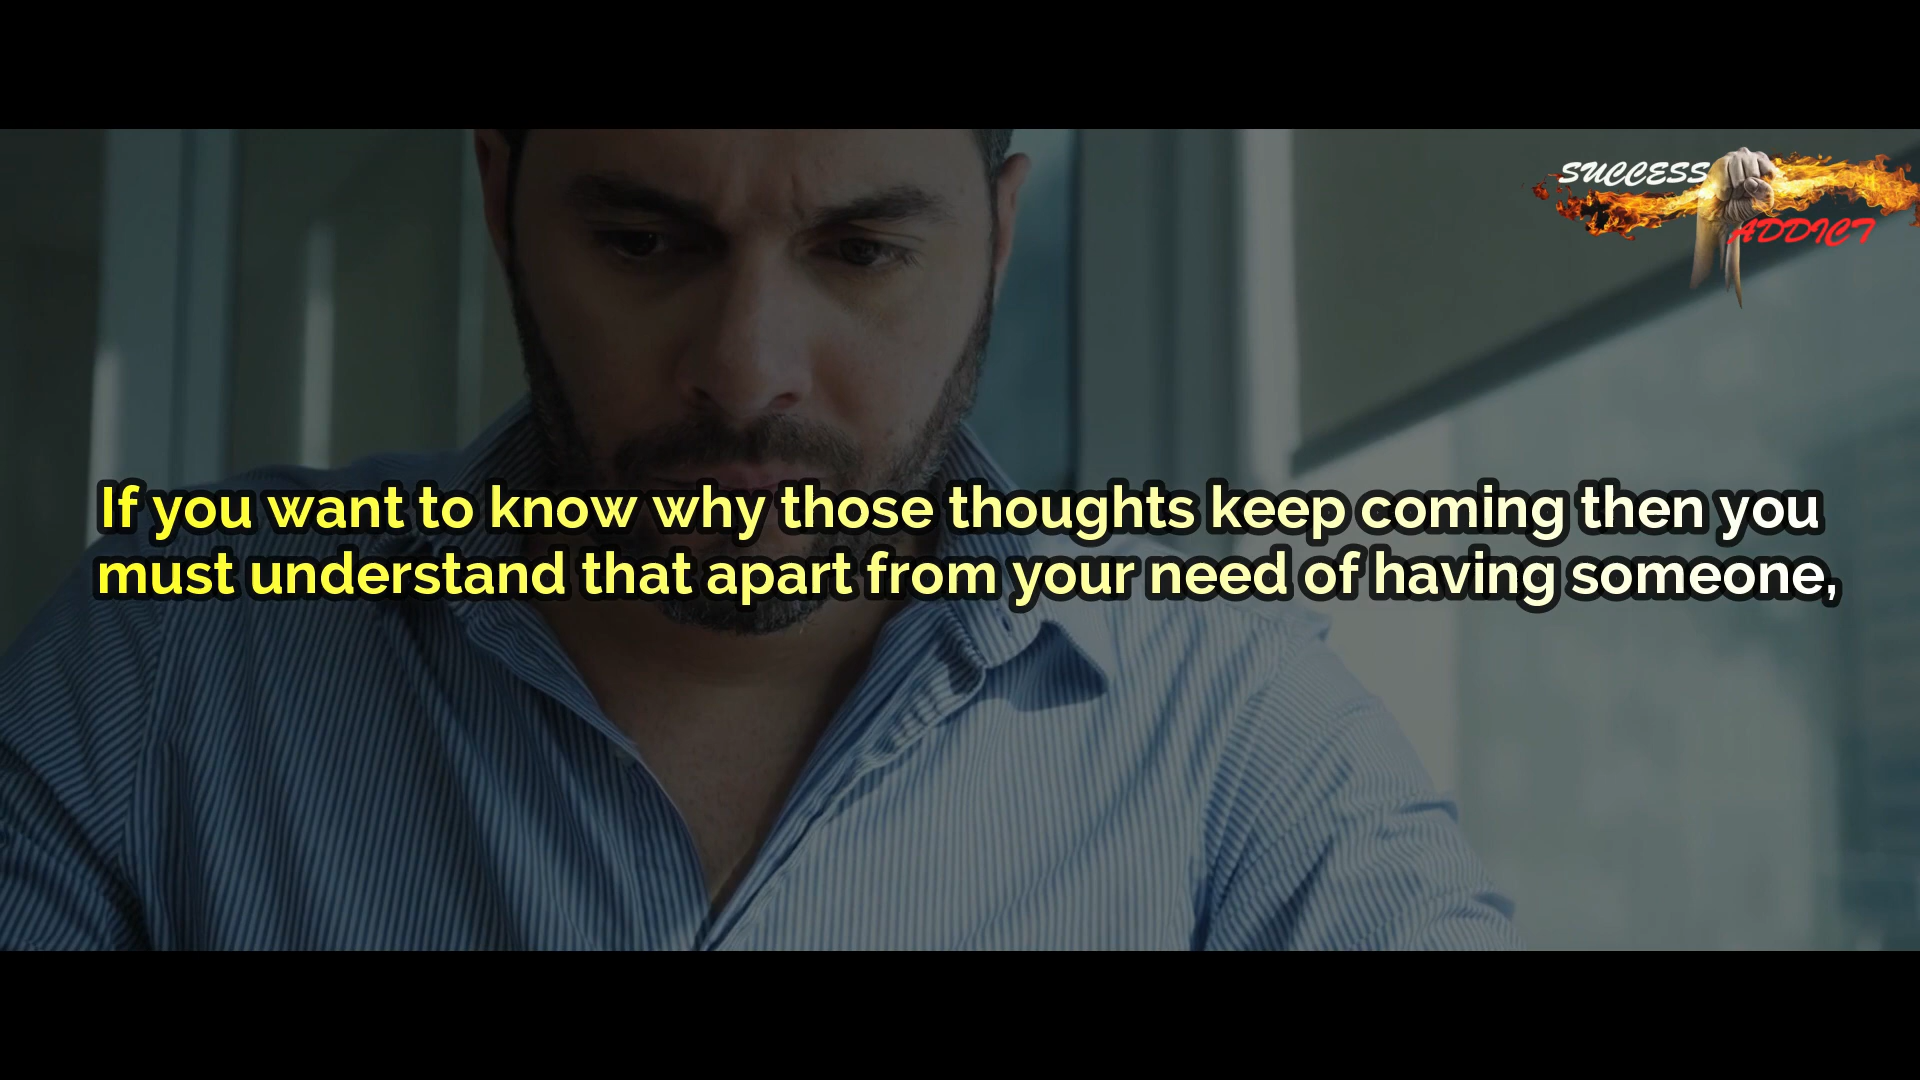 SUCCESS
ADDICT
If you want to know why those thoughts keep coming then you
must understand that apart from your need of having someone,